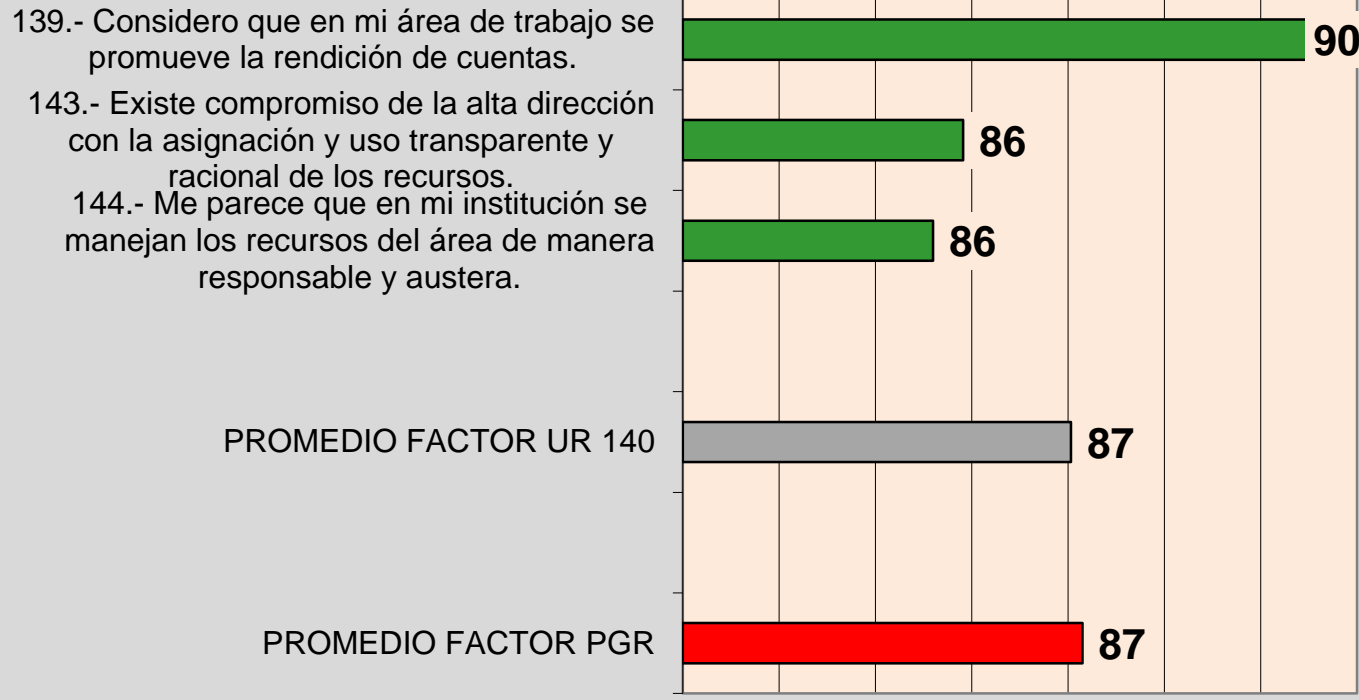 139.- Considero que en mi área de trabajo se
promueve la rendición de cuentas.
90
143.- Existe compromiso de la alta dirección
con la asignación y uso transparente y
racional de los recursos.
86
144.- Me parece que en mi institución se
manejan los recursos del área de manera
responsable y austera.
86
PROMEDIO FACTOR UR 140
87
PROMEDIO FACTOR PGR
87